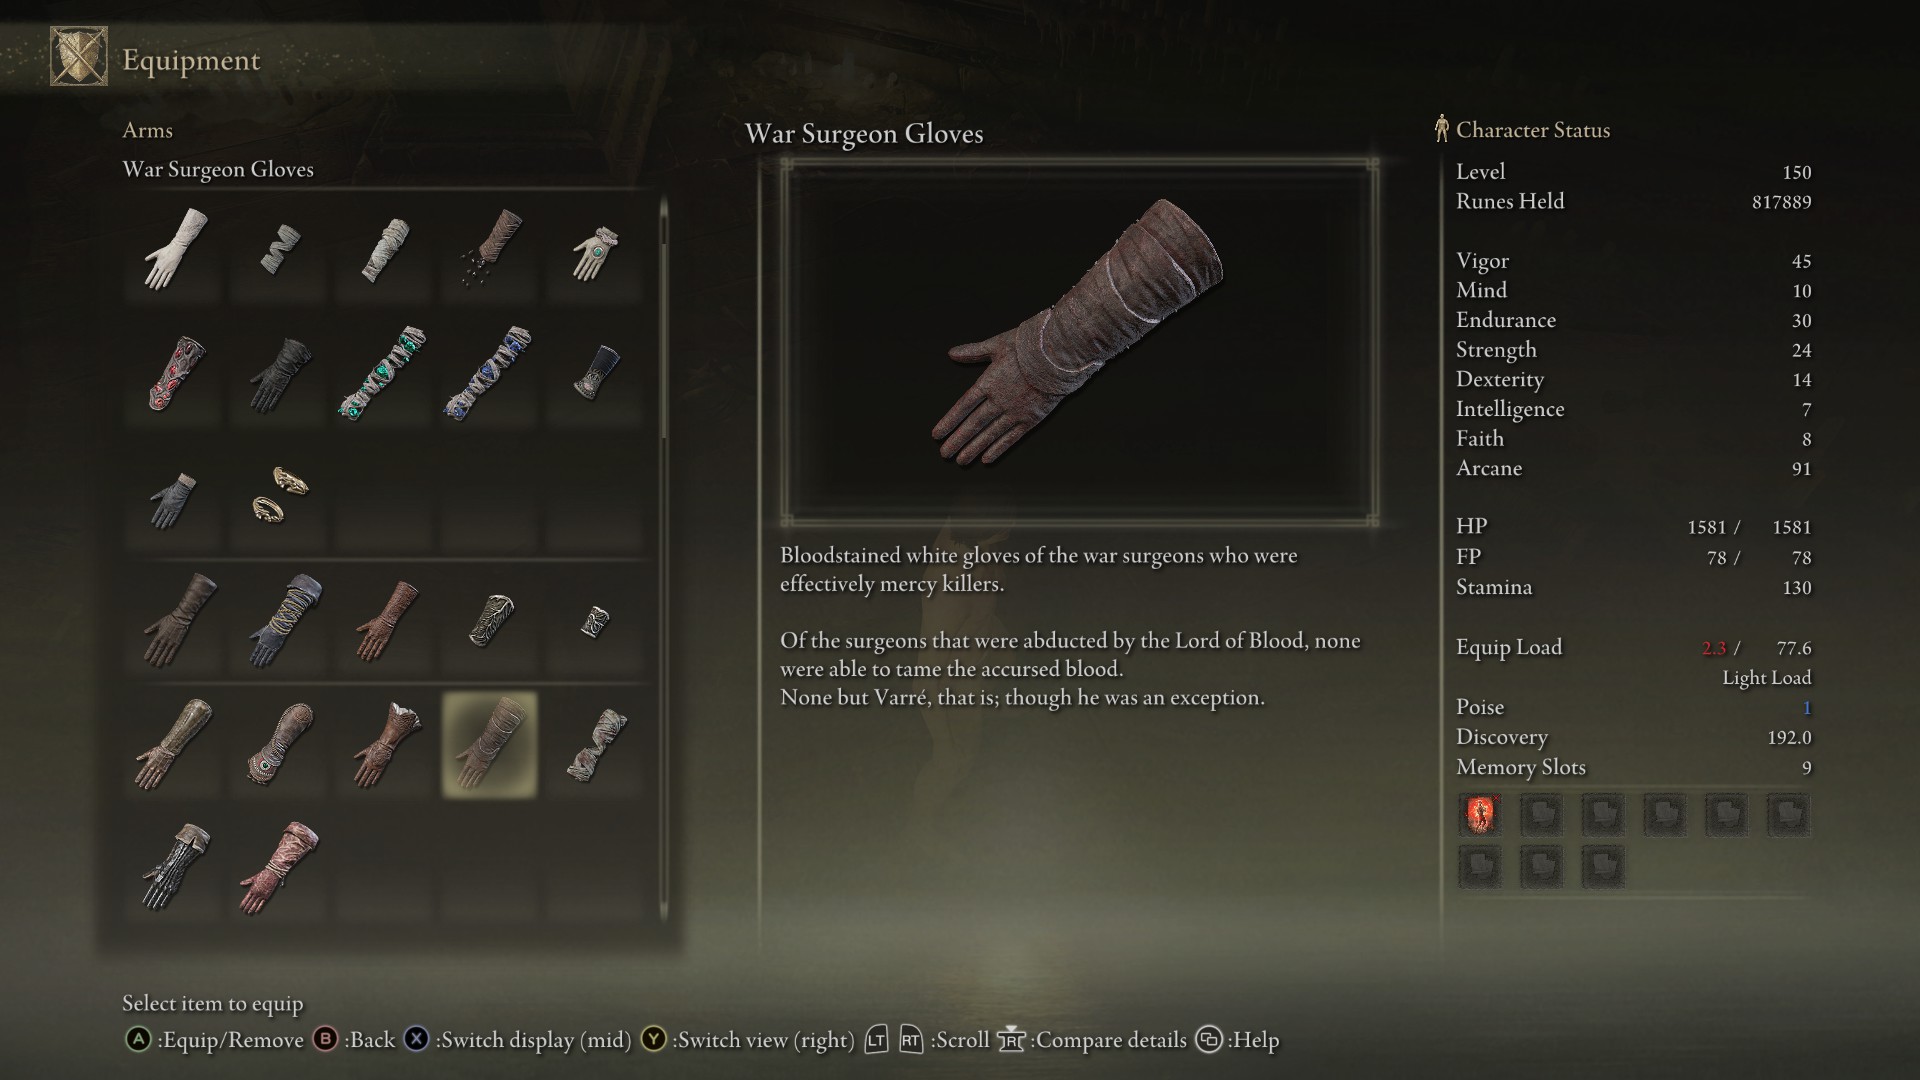 Equipment
Arms
War Surgeon Gloves
War Surgeon Gloves
Bloodstained white gloves of the war surgeons who were
effectively mercy killers.
Of the surgeons that were abducted by the Lord of Blood, none
were able to tame the accursed blood.
None but Varré, that is; though he was an exception.
Character Status
Level 150
Runes Held 817889
Vigor 45
Mind 10
Endurance 30
Strength 24
Dexterity 14
Intelligence 7
Faith 8
Arcane 91
HP 1581 / 1581
FP 78 / 78
Stamina 130
Equip Load 2.3 / 77.6
Light Load
Poise 1
Discovery 192.0
Memory Slots 9
Select item to equip
A :Equip/Remove B :Back X :Switch display (mid) Y :Switch view (right) LT RT :Scroll R :Compare details :Help